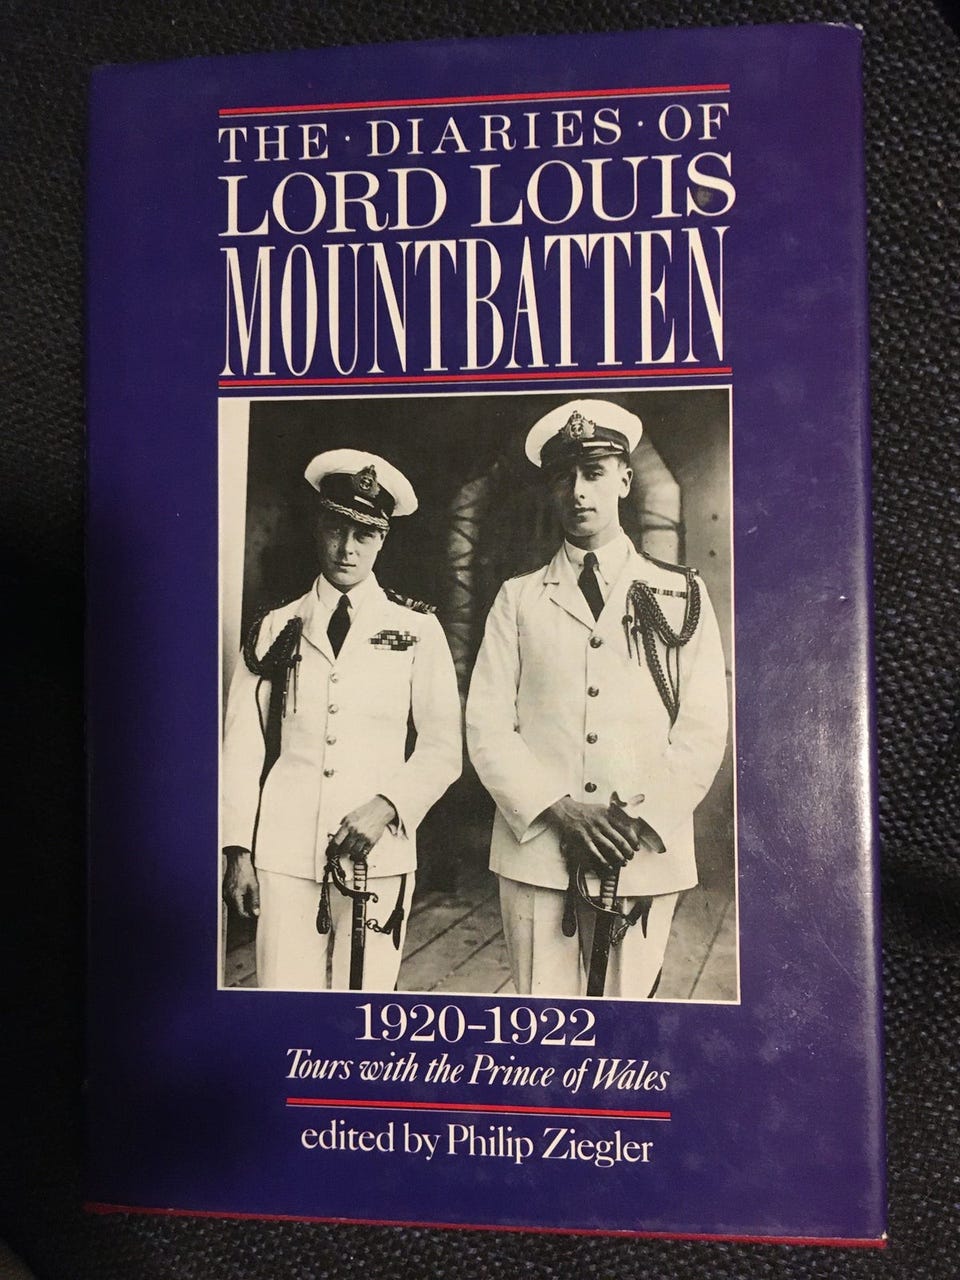 THE · DIARIES · OF
LORD LOUIS
MOUNTBATTEN
1920-1922
Tours with the Prince of Wales
edited by Philip Ziegler